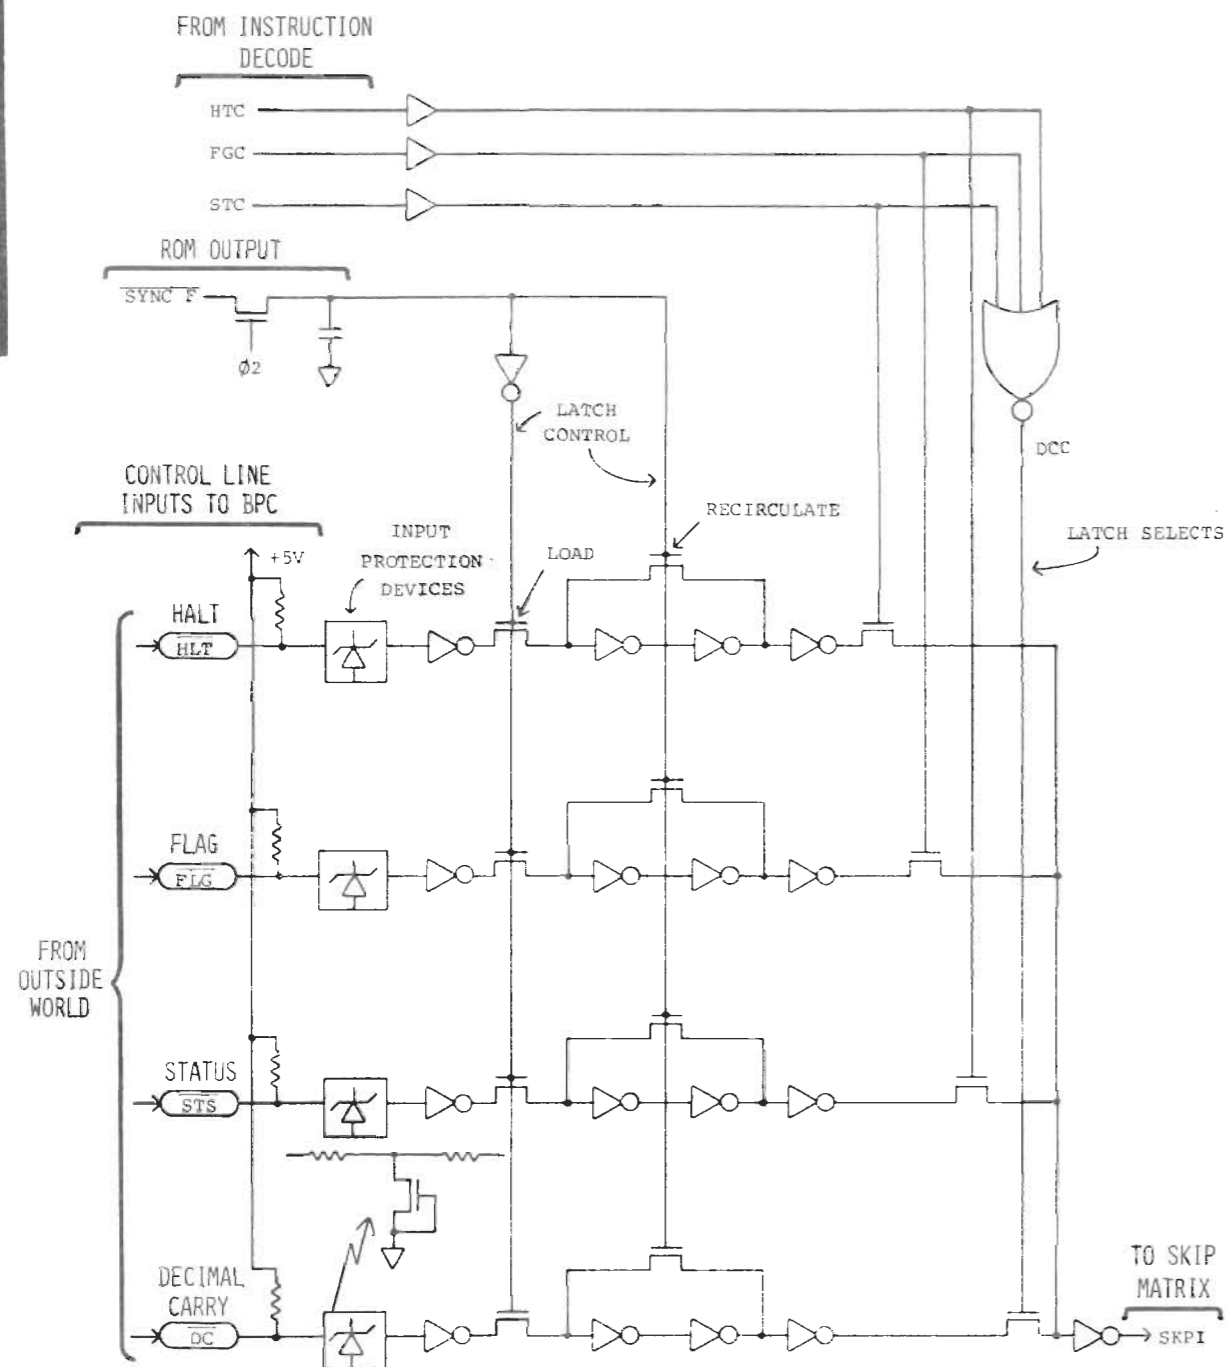 FROM INSTRUCTION
DECODE
HTC
FGC
STC
ROM OUTPUT
SYNC F
Ø2
LATCH
CONTROL
DCC
CONTROL LINE
INPUTS TO BPC
+5V
INPUT
PROTECTION
DEVICES
LOAD
RECIRCULATE
LATCH SELECTS
HALT
HLT
FLAG
FLG
FROM
OUTSIDE
WORLD
STATUS
STS
DECIMAL
CARRY
DC
TO SKIP
MATRIX
SKPI